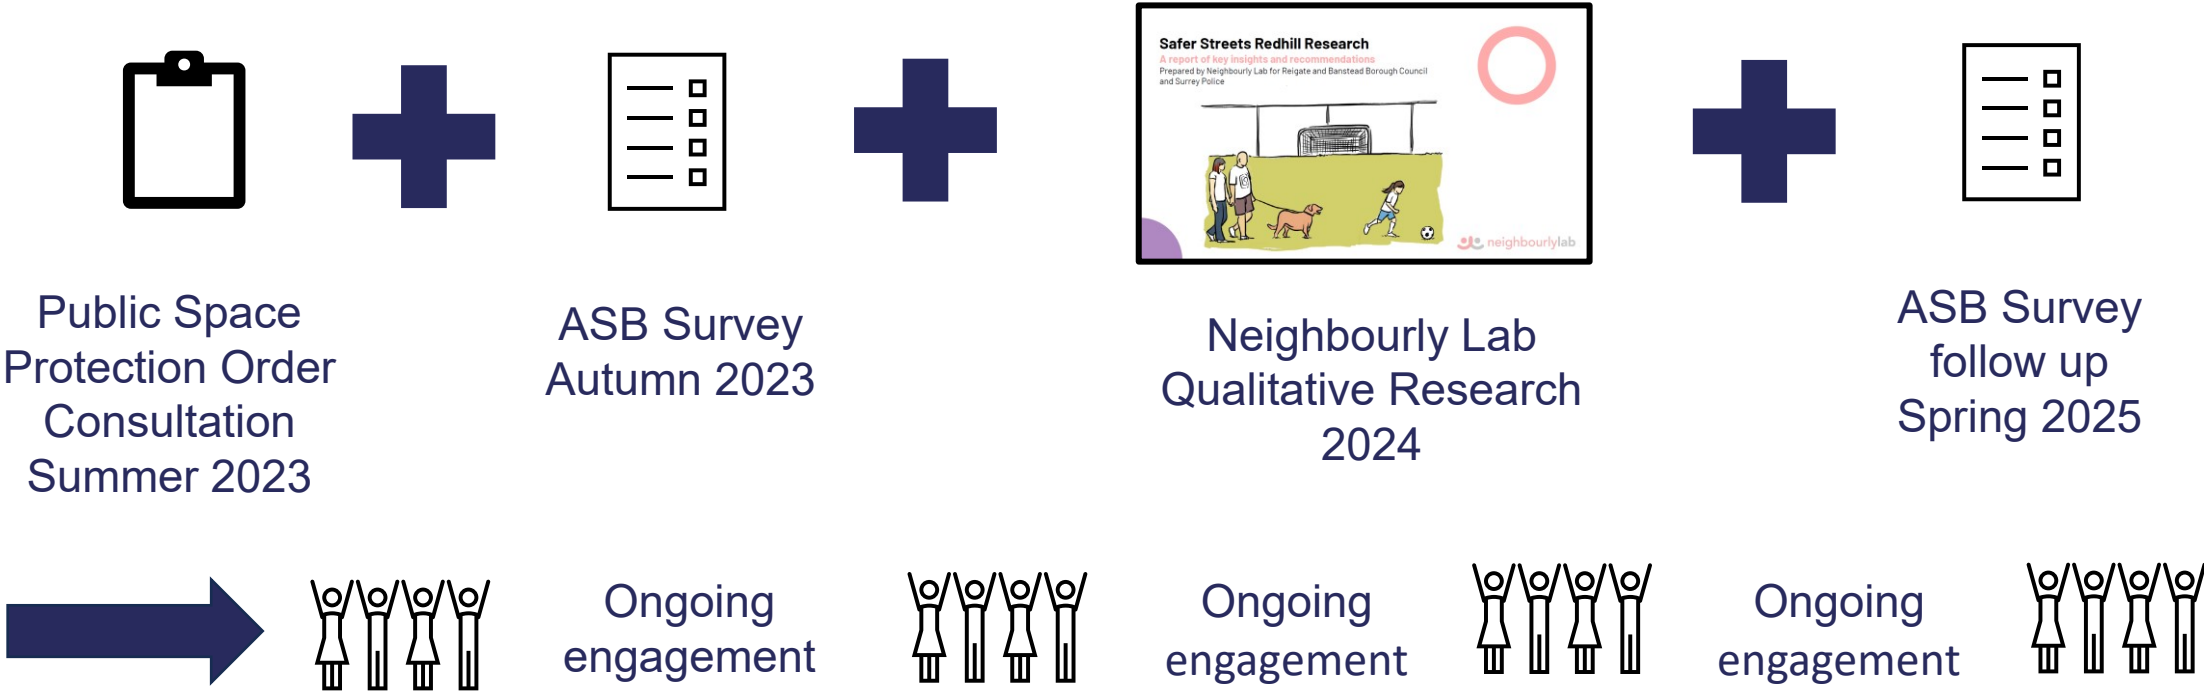 Safer Streets Redhill Research
A report of key insights and recommendations
Prepared by Neighbourly Lab for Reigate and Banstead Borough Council
and Surrey Police
neighbourlylab
Public Space
Protection Order
Consultation
Summer 2023
ASB Survey
Autumn 2023
Neighbourly Lab
Qualitative Research
2024
ASB Survey
follow up
Spring 2025
Ongoing
engagement
Ongoing
engagement
Ongoing
engagement